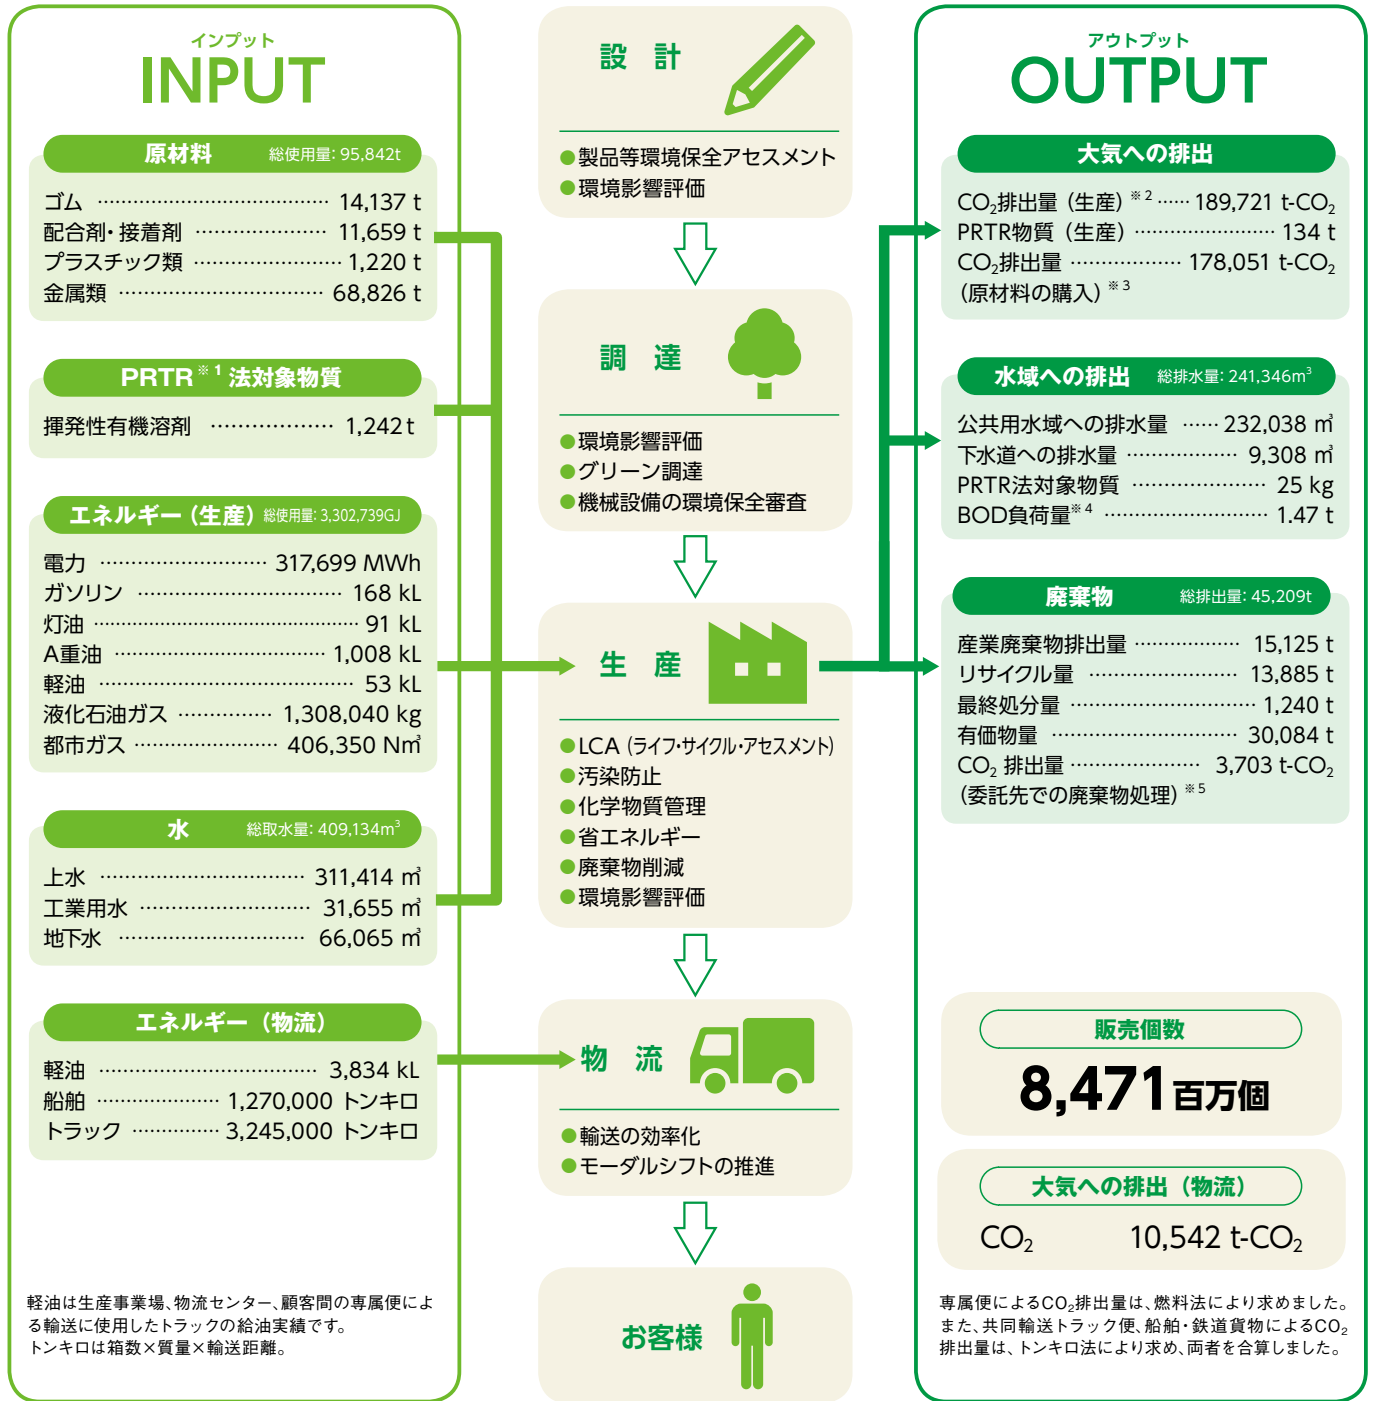 インプット
INPUT
原材料 総使用量: 95,842t
ゴム ………………………………… 14,137 t
配合剤・接着剤 ………………… 11,659 t
プラスチック類 …………………… 1,220 t
金属類 …………………………… 68,826 t
PRTR※1 法対象物質
揮発性有機溶剤 ……………… 1,242 t
エネルギー（生産） 総使用量: 3,302,739GJ
電力 ……………………… 317,699 MWh
ガソリン …………………………… 168 kL
灯油 ………………………………… 91 kL
A重油 …………………………… 1,008 kL
軽油 ………………………………… 53 kL
液化石油ガス …………… 1,308,040 kg
都市ガス ………………… 406,350 N㎥
水 総取水量: 409,134m³
上水 …………………………… 311,414 ㎥
工業用水 ……………………… 31,655 ㎥
地下水 ………………………… 66,065 ㎥
エネルギー（物流）
軽油 …………………………… 3,834 kL
船舶 ……………… 1,270,000 トンキロ
トラック …………… 3,245,000 トンキロ
軽油は生産事業場、物流センター、顧客間の専属便によ
る輸送に使用したトラックの給油実績です。
トンキロは箱数×質量×輸送距離。
設 計
●製品等環境保全アセスメント
●環境影響評価
調 達
●環境影響評価
●グリーン調達
●機械設備の環境保全審査
生 産
●LCA（ライフ・サイクル・アセスメント）
●汚染防止
●化学物質管理
●省エネルギー
●廃棄物削減
●環境影響評価
物 流
●輸送の効率化
●モーダルシフトの推進
お客様
アウトプット
OUTPUT
大気への排出
CO₂排出量（生産）※2 …… 189,721 t-CO₂
PRTR物質（生産） …………………… 134 t
CO₂排出量 ……………… 178,051 t-CO₂
（原材料の購入）※3
水域への排出 総排水量: 241,346m³
公共用水域への排水量 …… 232,038 ㎥
下水道への排水量 ……………… 9,308 ㎥
PRTR法対象物質 ………………… 25 kg
BOD負荷量※4 ……………………… 1.47 t
廃棄物 総排出量: 45,209t
産業廃棄物排出量 ……………… 15,125 t
リサイクル量 …………………… 13,885 t
最終処分量 ……………………… 1,240 t
有価物量 ………………………… 30,084 t
CO₂ 排出量 ………………… 3,703 t-CO₂
（委託先での廃棄物処理）※5
販売個数
8,471百万個
大気への排出（物流）
CO₂ 10,542 t-CO₂
専属便によるCO₂排出量は、燃料法により求めました。
また、共同輸送トラック便、船舶・鉄道貨物によるCO₂
排出量は、トンキロ法により求め、両者を合算しました。